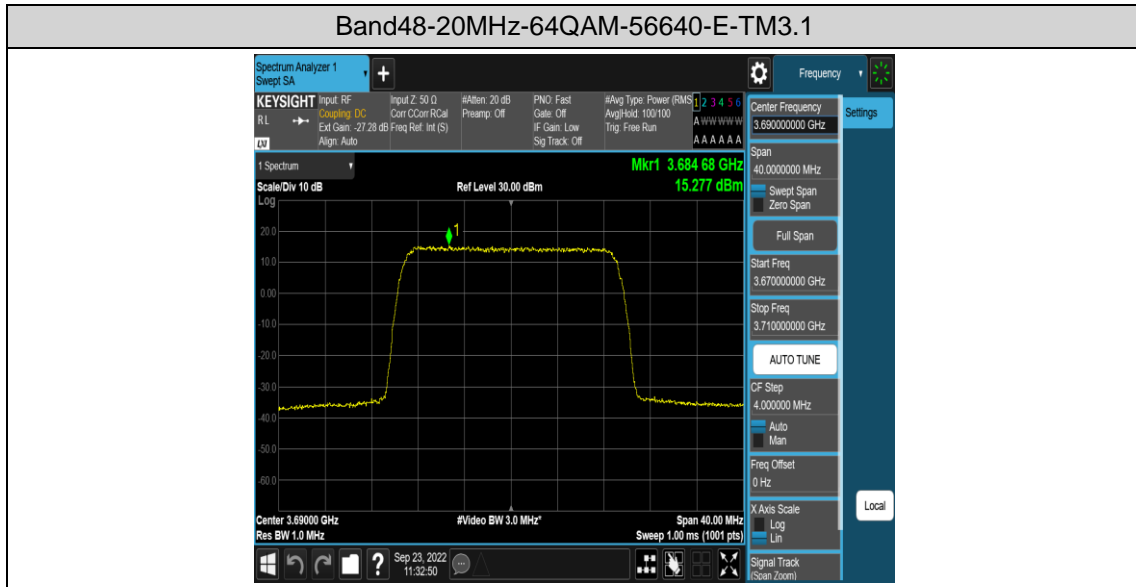 Band48-20MHz-64QAM-56640-E-TM3.1
Spectrum Analyzer 1
Swept SA
Frequency
KEYSIGHT
RL
LXI
Input: RF
Coupling: DC
Ext Gain: -27.28 dB
Align: Auto
Input Z: 50 Ω
Corr CCorr RCal
Freq Ref: Int (S)
#Atten: 20 dB
Preamp: Off
PNO: Fast
Gate: Off
IF Gain: Low
Sig Track: Off
#Avg Type: Power (RMS
Avg|Hold: 100/100
Trig: Free Run
1 2 3 4 5 6
A W W W W W
A A A A A A
1 Spectrum
Scale/Div 10 dB
Log
Ref Level 30.00 dBm
Mkr1 3.684 68 GHz
15.277 dBm
1
20.0
10.0
0.00
-10.0
-20.0
-30.0
-40.0
-50.0
-60.0
Center 3.69000 GHz
Res BW 1.0 MHz
#Video BW 3.0 MHz*
Span 40.00 MHz
Sweep 1.00 ms (1001 pts)
Sep 23, 2022
11:32:50
Center Frequency
3.690000000 GHz
Span
40.0000000 MHz
Swept Span
Zero Span
Full Span
Start Freq
3.670000000 GHz
Stop Freq
3.710000000 GHz
AUTO TUNE
CF Step
4.000000 MHz
Auto
Man
Freq Offset
0 Hz
X Axis Scale
Log
Lin
Signal Track
(Span Zoom)
Settings
Local